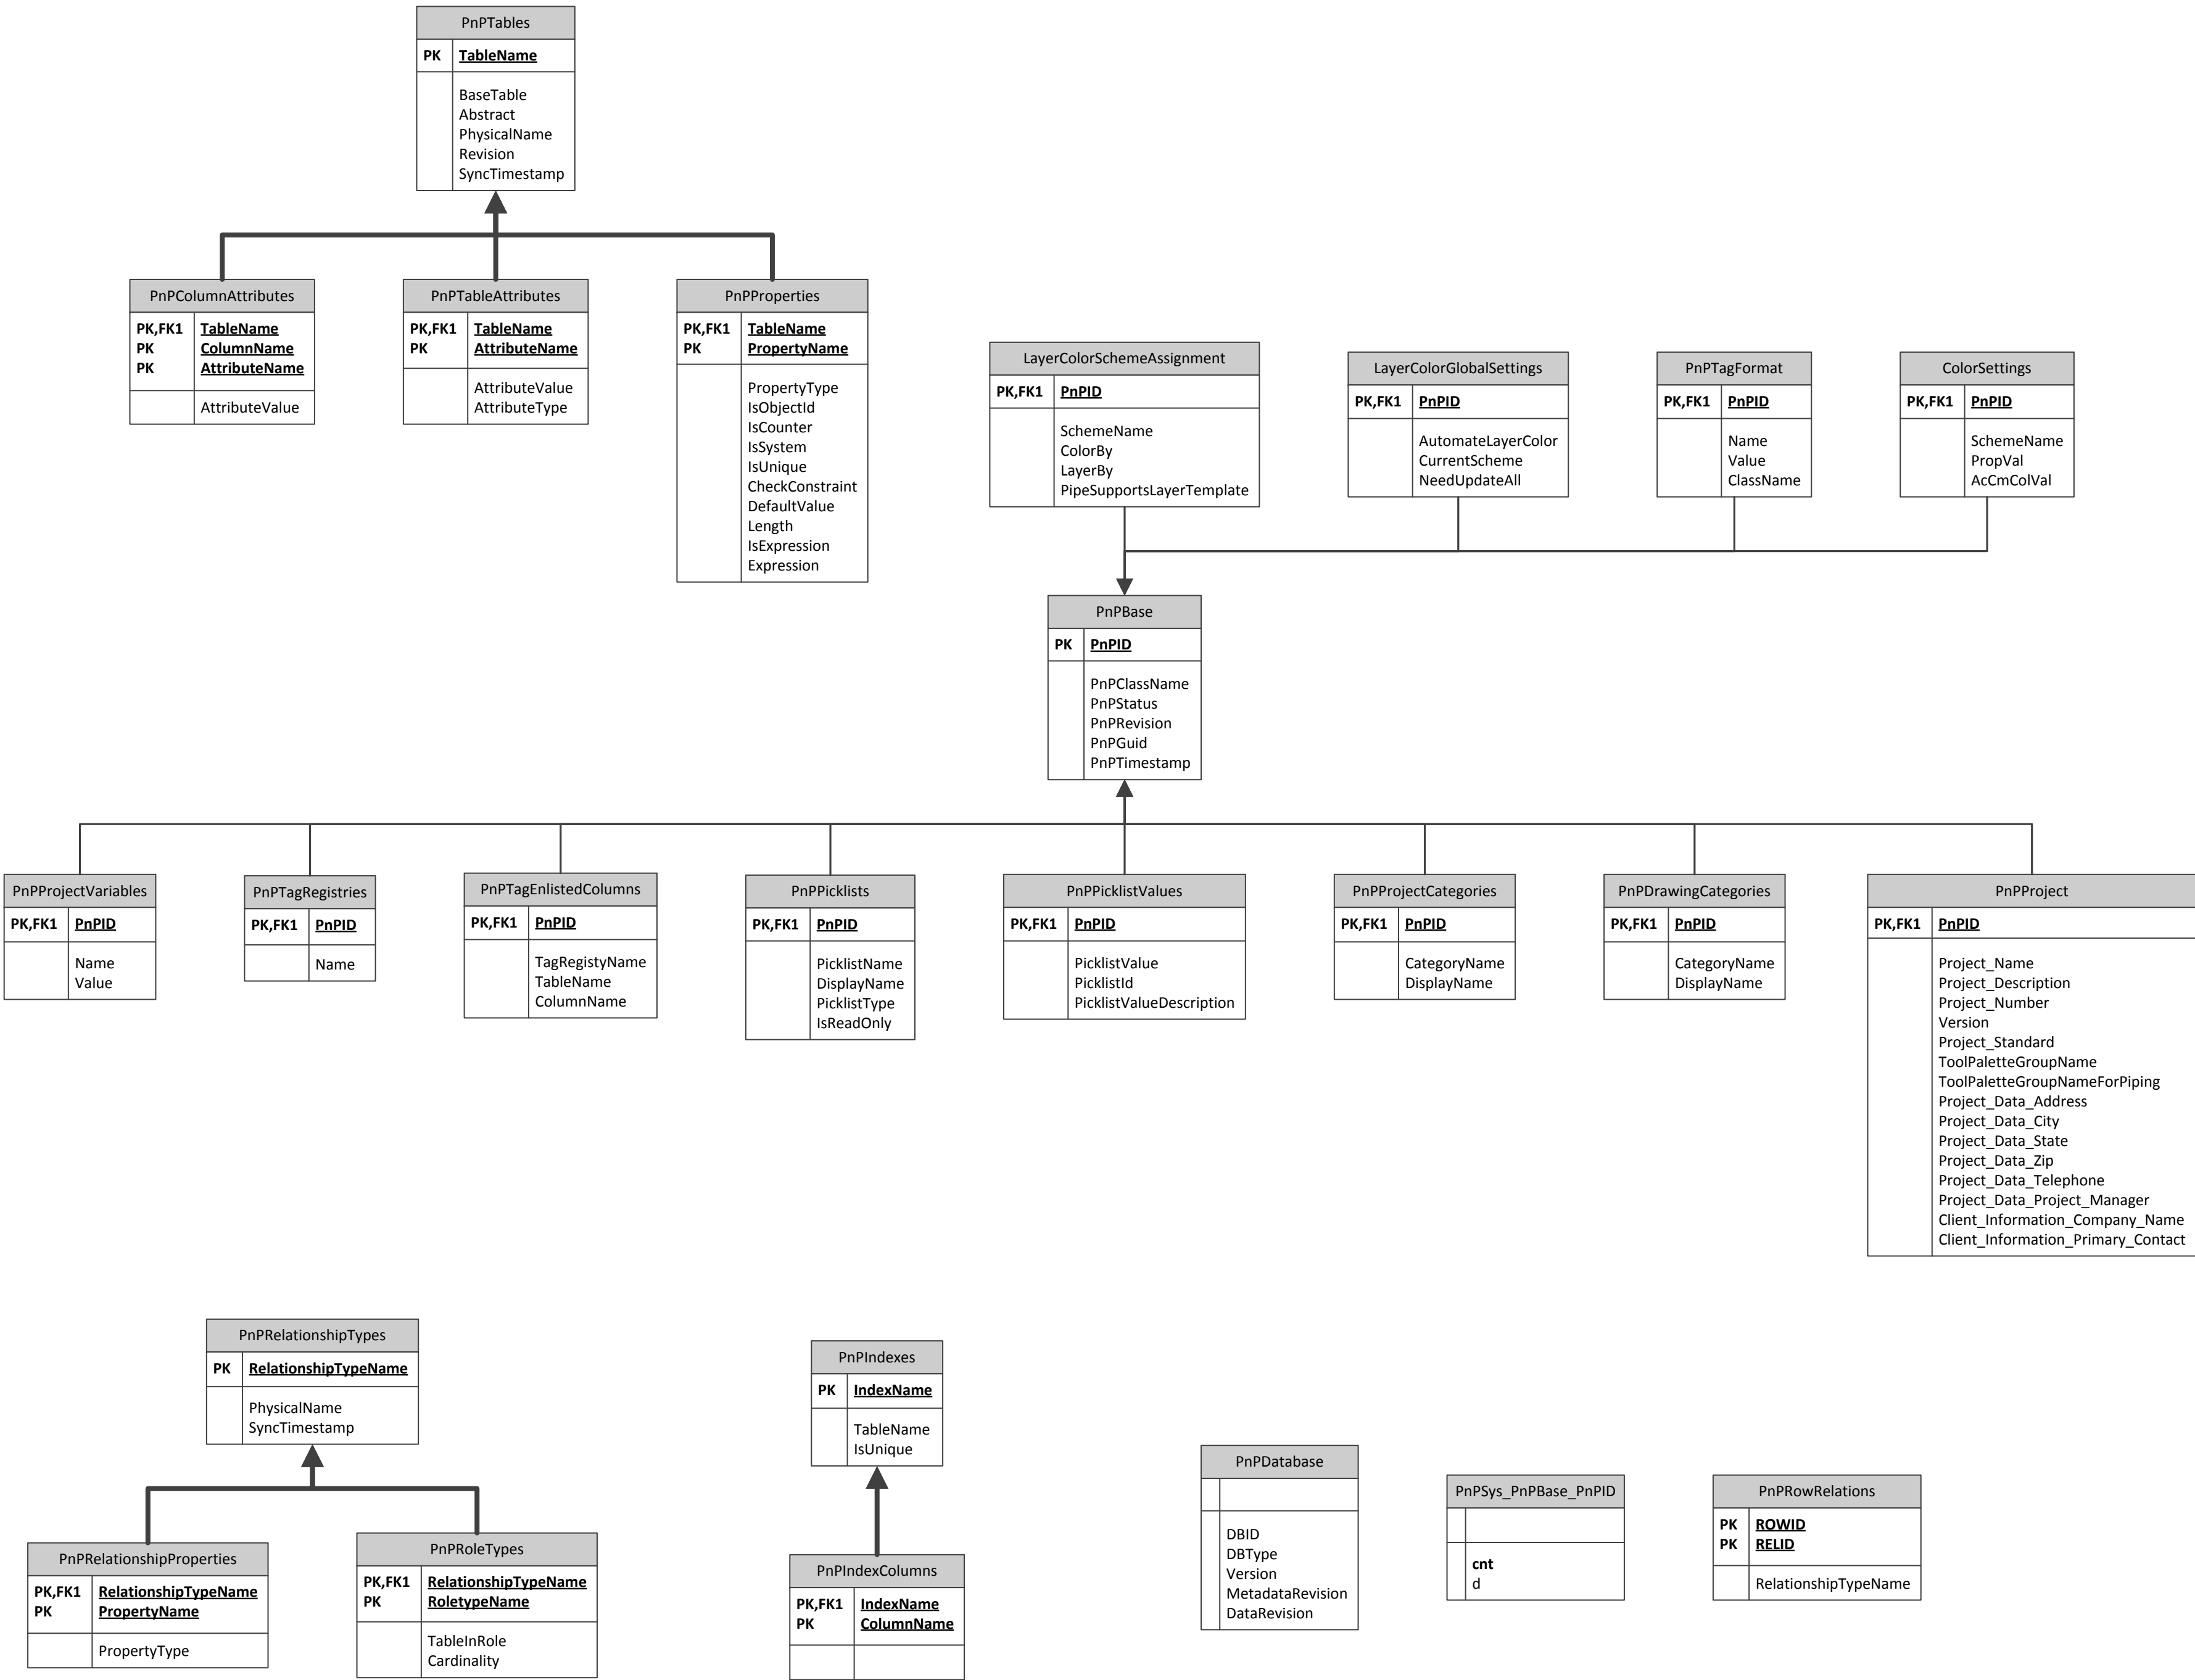 PnPTables
PK TableName
BaseTable
Abstract
PhysicalName
Revision
SyncTimestamp
PnPColumnAttributes
PK,FK1 TableName
PK ColumnName
PK AttributeName
AttributeValue
PnPTableAttributes
PK,FK1 TableName
PK AttributeName
AttributeValue
AttributeType
PnPProperties
PK,FK1 TableName
PK PropertyName
PropertyType
IsObjectId
IsCounter
IsSystem
IsUnique
CheckConstraint
DefaultValue
Length
IsExpression
Expression
LayerColorSchemeAssignment
PK,FK1 PnPID
SchemeName
ColorBy
LayerBy
PipeSupportsLayerTemplate
LayerColorGlobalSettings
PK,FK1 PnPID
AutomateLayerColor
CurrentScheme
NeedUpdateAll
PnPTagFormat
PK,FK1 PnPID
Name
Value
ClassName
ColorSettings
PK,FK1 PnPID
SchemeName
PropVal
AcCmColVal
PnPBase
PK PnPID
PnPClassName
PnPStatus
PnPRevision
PnPGuid
PnPTimestamp
PnPProjectVariables
PK,FK1 PnPID
Name
Value
PnPTagRegistries
PK,FK1 PnPID
Name
PnPTagEnlistedColumns
PK,FK1 PnPID
TagRegistyName
TableName
ColumnName
PnPPicklists
PK,FK1 PnPID
PicklistName
DisplayName
PicklistType
IsReadOnly
PnPPicklistValues
PK,FK1 PnPID
PicklistValue
PicklistId
PicklistValueDescription
PnPProjectCategories
PK,FK1 PnPID
CategoryName
DisplayName
PnPDrawingCategories
PK,FK1 PnPID
CategoryName
DisplayName
PnPProject
PK,FK1 PnPID
Project_Name
Project_Description
Project_Number
Version
Project_Standard
ToolPaletteGroupName
ToolPaletteGroupNameForPiping
Project_Data_Address
Project_Data_City
Project_Data_State
Project_Data_Zip
Project_Data_Telephone
Project_Data_Project_Manager
Client_Information_Company_Name
Client_Information_Primary_Contact
PnPRelationshipTypes
PK RelationshipTypeName
PhysicalName
SyncTimestamp
PnPRelationshipProperties
PK,FK1 RelationshipTypeName
PK PropertyName
PropertyType
PnPRoleTypes
PK,FK1 RelationshipTypeName
PK RoletypeName
TableInRole
Cardinality
PnPIndexes
PK IndexName
TableName
IsUnique
PnPIndexColumns
PK,FK1 IndexName
PK ColumnName
PnPDatabase
DBID
DBType
Version
MetadataRevision
DataRevision
PnPSys_PnPBase_PnPID
cnt
d
PnPRowRelations
PK ROWID
PK RELID
RelationshipTypeName